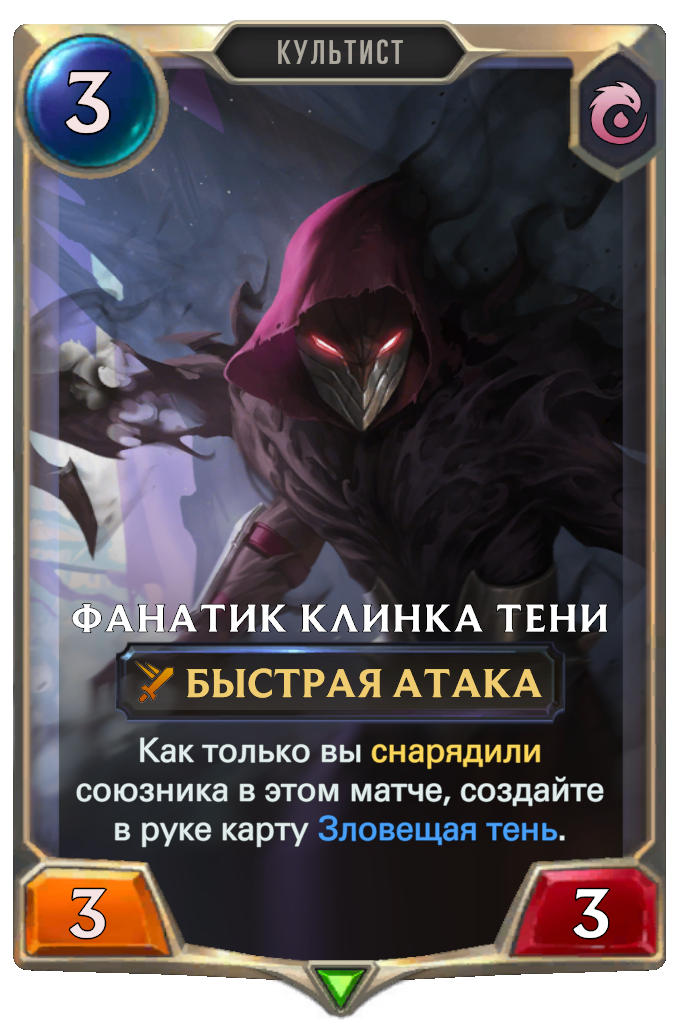 КУЛЬТИСТ
3
ФАНАТИК КЛИНКА ТЕНИ
БЫСТРАЯ АТАКА
Как только вы снарядили
союзника в этом матче, создайте
в руке карту Зловещая тень.
3
3